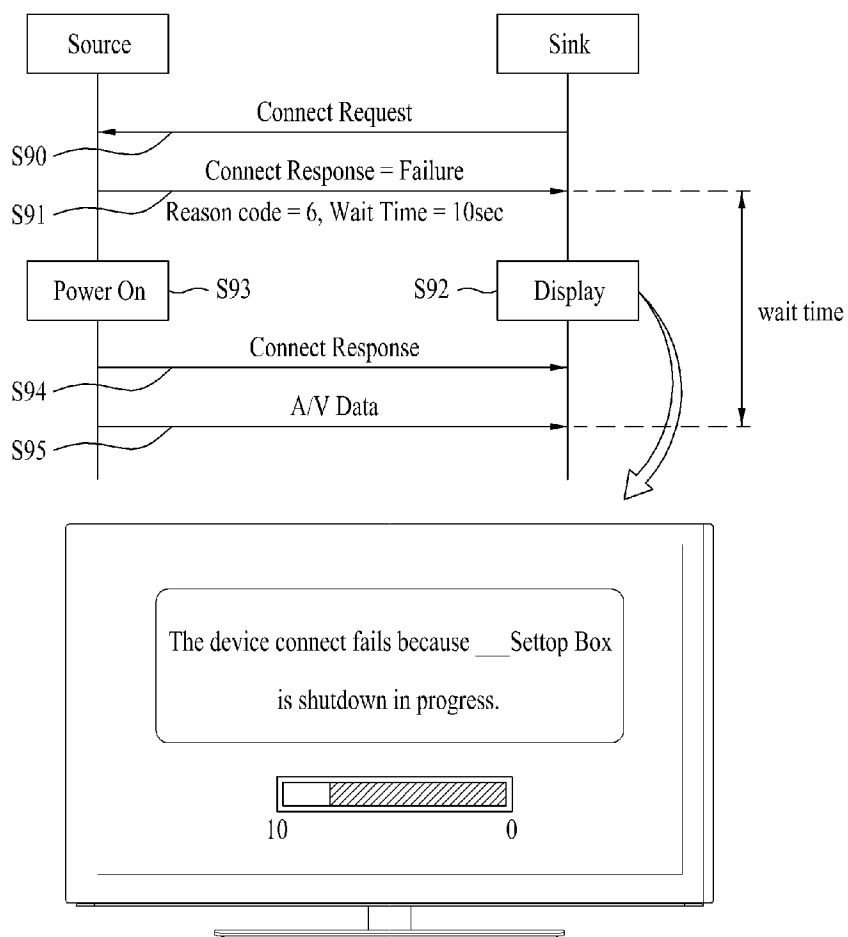 Source
Sink
Connect Request
S90
Connect Response = Failure
S91
Reason code = 6, Wait Time = 10sec
Power On
S93
S92
Display
wait time
Connect Response
S94
A/V Data
S95
The device connect fails because ___Settop Box
is shutdown in progress.
10
0